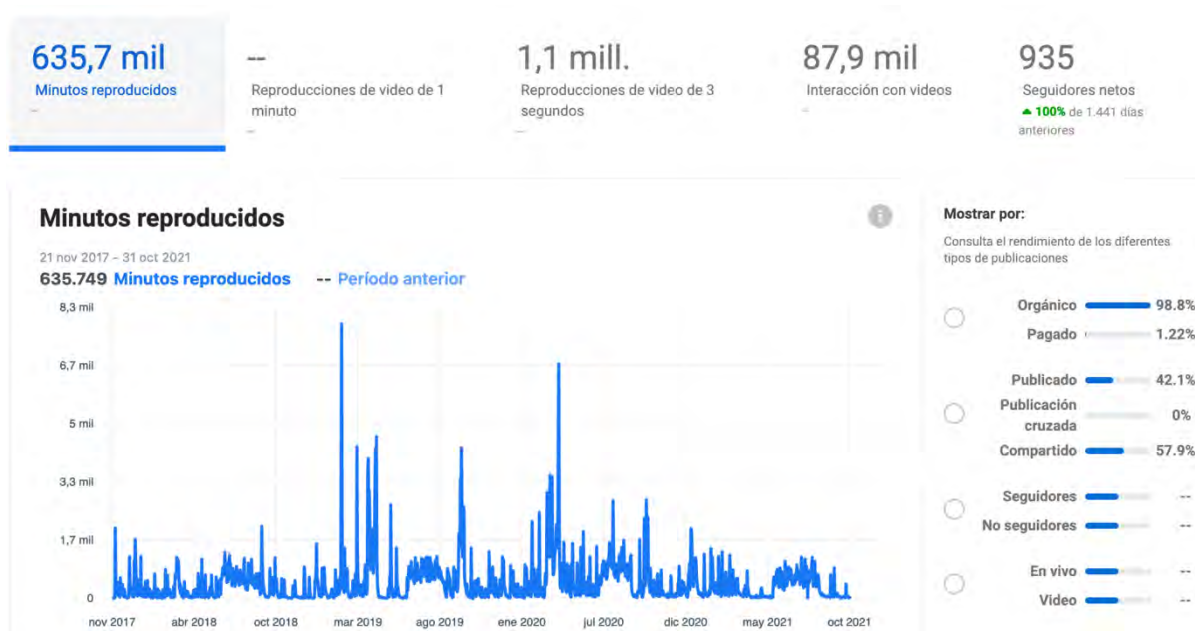 635,7 mil
Minutos reproducidos
--
--
Reproducciones de video de 1
minuto
--
1,1 mill.
Reproducciones de video de 3
segundos
--
87,9 mil
Interacción con videos
--
935
Seguidores netos
100% de 1.441 días
anteriores
Minutos reproducidos
21 nov 2017 – 31 oct 2021
635.749 Minutos reproducidos -- Período anterior
8,3 mil
6,7 mil
5 mil
3,3 mil
1,7 mil
0
nov 2017 abr 2018 oct 2018 mar 2019 ago 2019 ene 2020 jul 2020 dic 2020 may 2021 oct 2021
Mostrar por:
Consulta el rendimiento de los diferentes
tipos de publicaciones
Orgánico 98.8%
Pagado 1.22%
Publicado 42.1%
Publicación
cruzada 0%
Compartido 57.9%
Seguidores --
No seguidores --
En vivo --
Video --